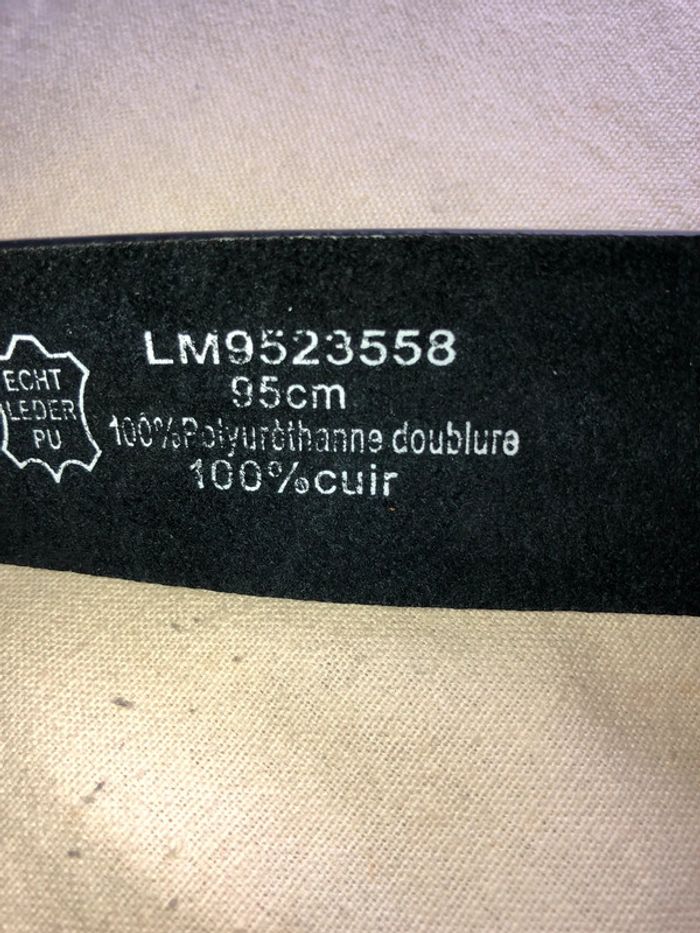 ECHT
LEDER
PU
LM9523558
95cm
100%Polyuréthanne doublure
100%cuir